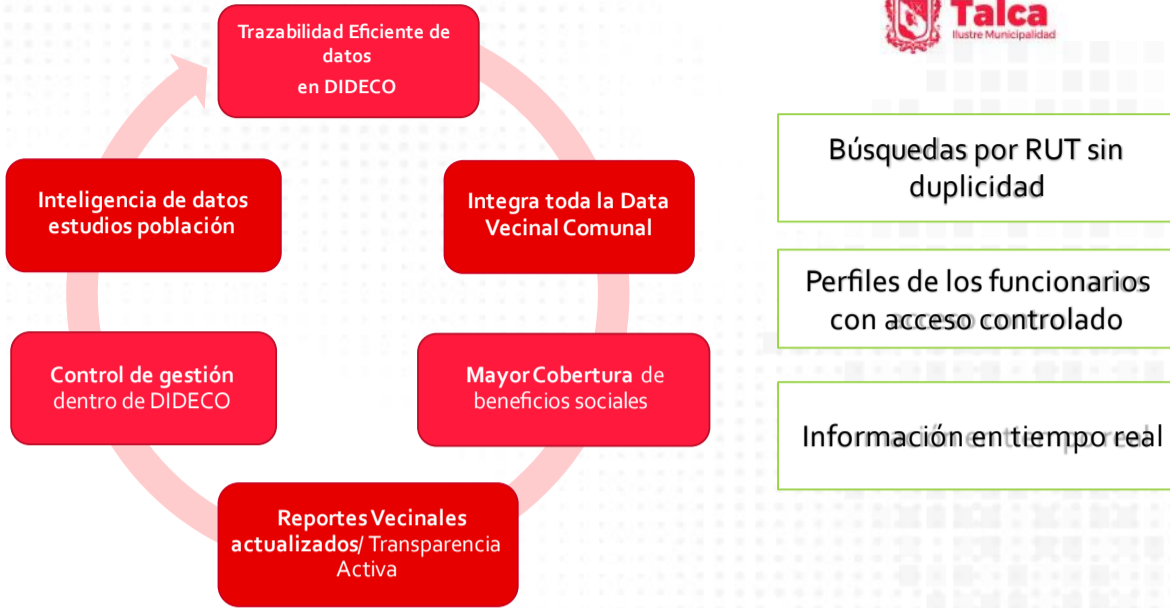 Talca
Ilustre Municipalidad
Trazabilidad Eficiente de
datos
en DIDECO
Integra toda la Data
Vecinal Comunal
Mayor Cobertura de
beneficios sociales
Reportes Vecinales
actualizados/ Transparencia
Activa
Control de gestión
dentro de DIDECO
Inteligencia de datos
estudios población
Búsquedas por RUT sin
duplicidad
Perfiles de los funcionarios
con acceso controlado
Información en tiempo real